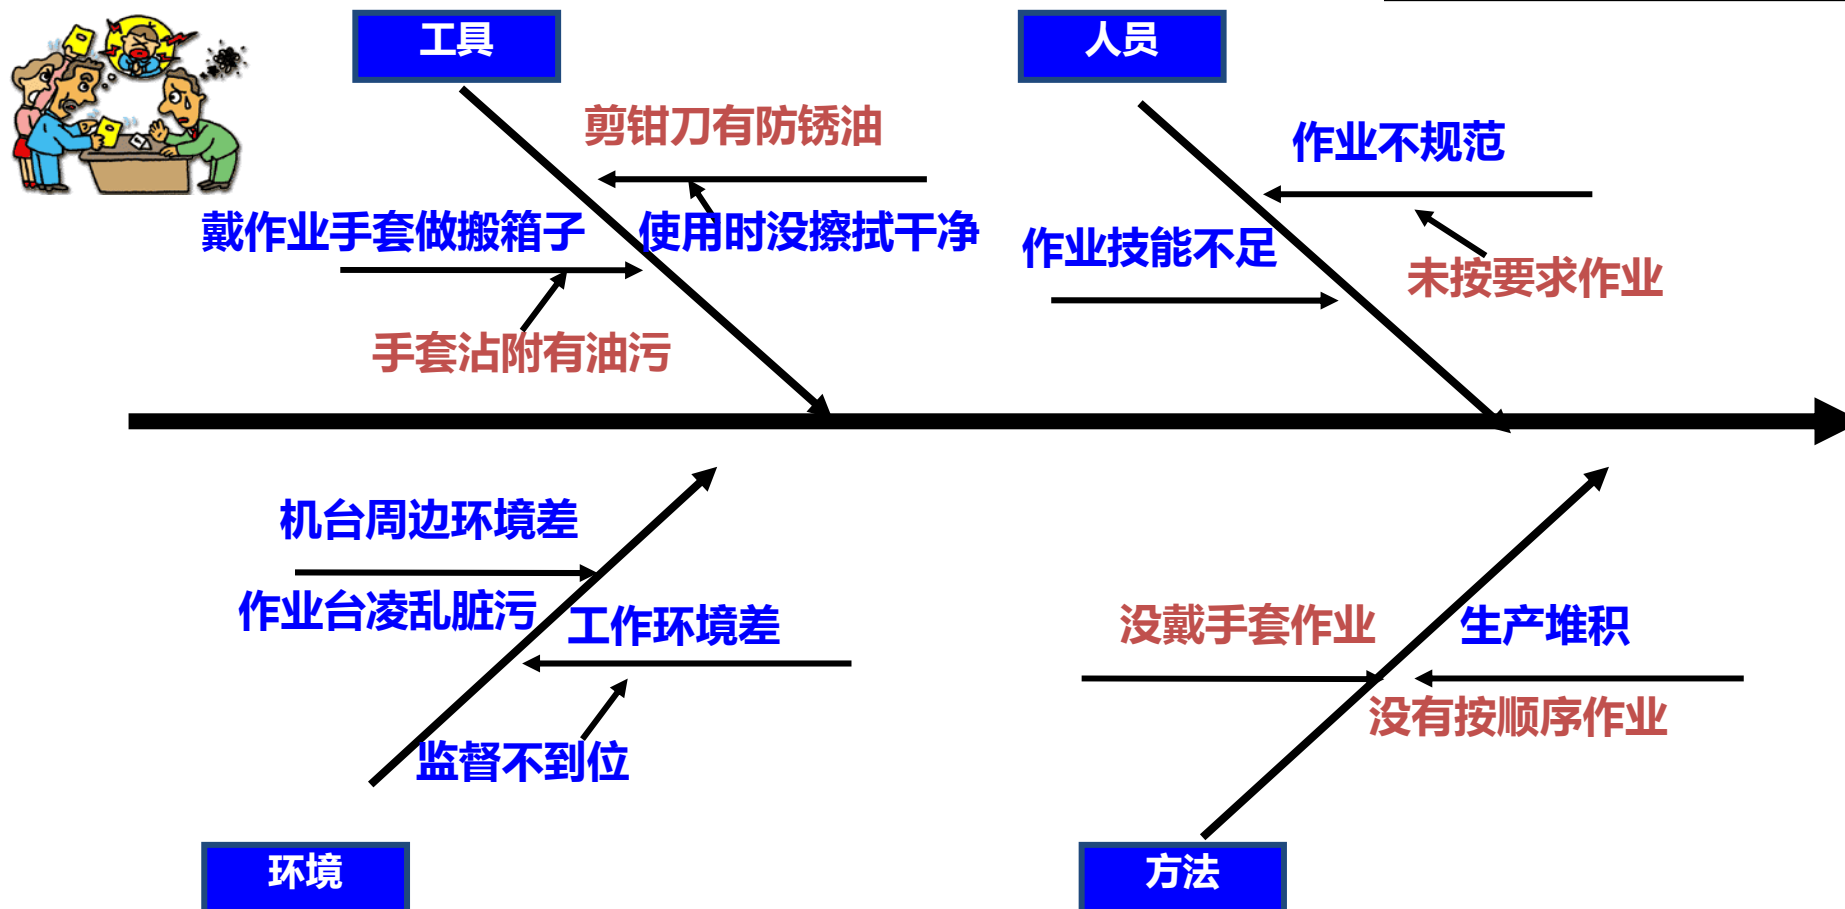 工具
人员
剪钳刀有防锈油
作业不规范
戴作业手套做搬箱子
使用时没擦拭干净
作业技能不足
未按要求作业
手套沾附有油污
机台周边环境差
作业台凌乱脏污
工作环境差
没戴手套作业
生产堆积
没有按顺序作业
监督不到位
环境
方法